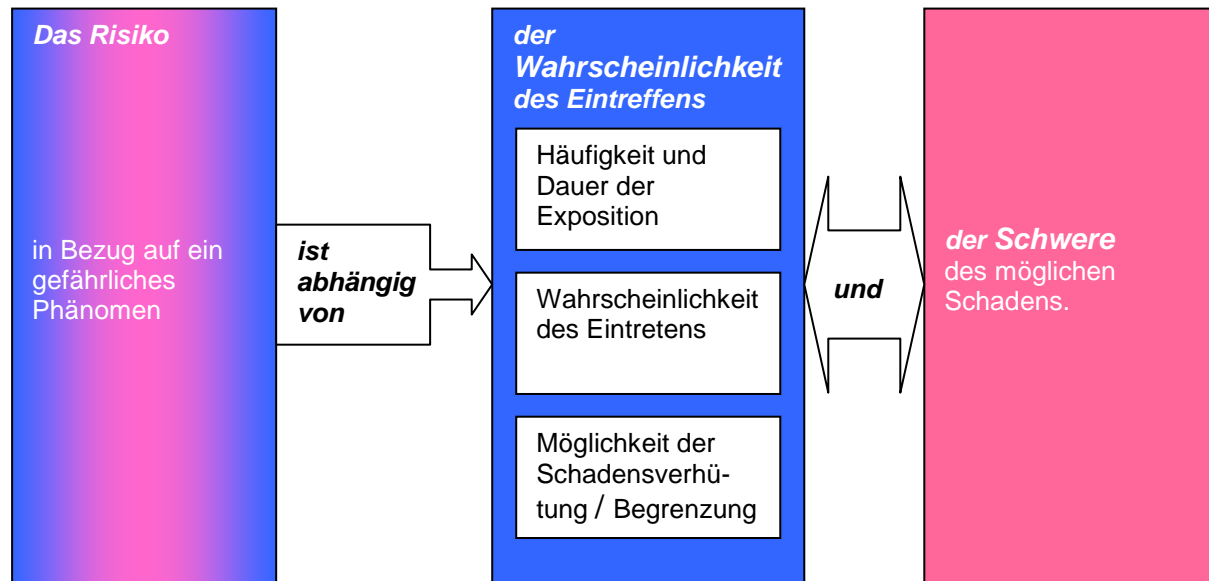 Das Risiko
in Bezug auf ein
gefährliches
Phänomen
ist
abhängig
von
der
Wahrscheinlichkeit
des Eintreffens
Häufigkeit und
Dauer der
Exposition
Wahrscheinlichkeit
des Eintretens
Möglichkeit der
Schadensverhü-
tung / Begrenzung
und
der Schwere
des möglichen
Schadens.